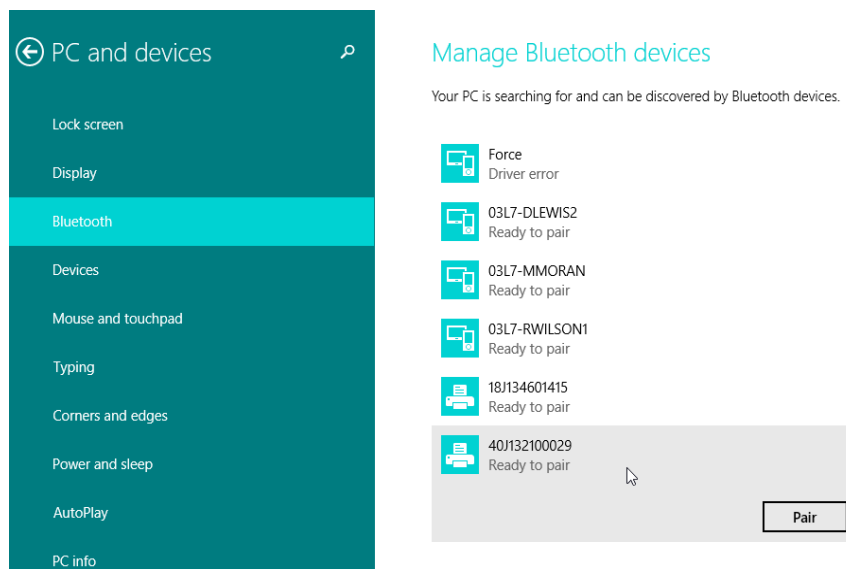 PC and devices
Lock screen
Display
Bluetooth
Devices
Mouse and touchpad
Typing
Corners and edges
Power and sleep
AutoPlay
PC info
Manage Bluetooth devices
Your PC is searching for and can be discovered by Bluetooth devices.
Force
Driver error
03L7-DLEWIS2
Ready to pair
03L7-MMORAN
Ready to pair
03L7-RWILSON1
Ready to pair
18J134601415
Ready to pair
40J132100029
Ready to pair
Pair